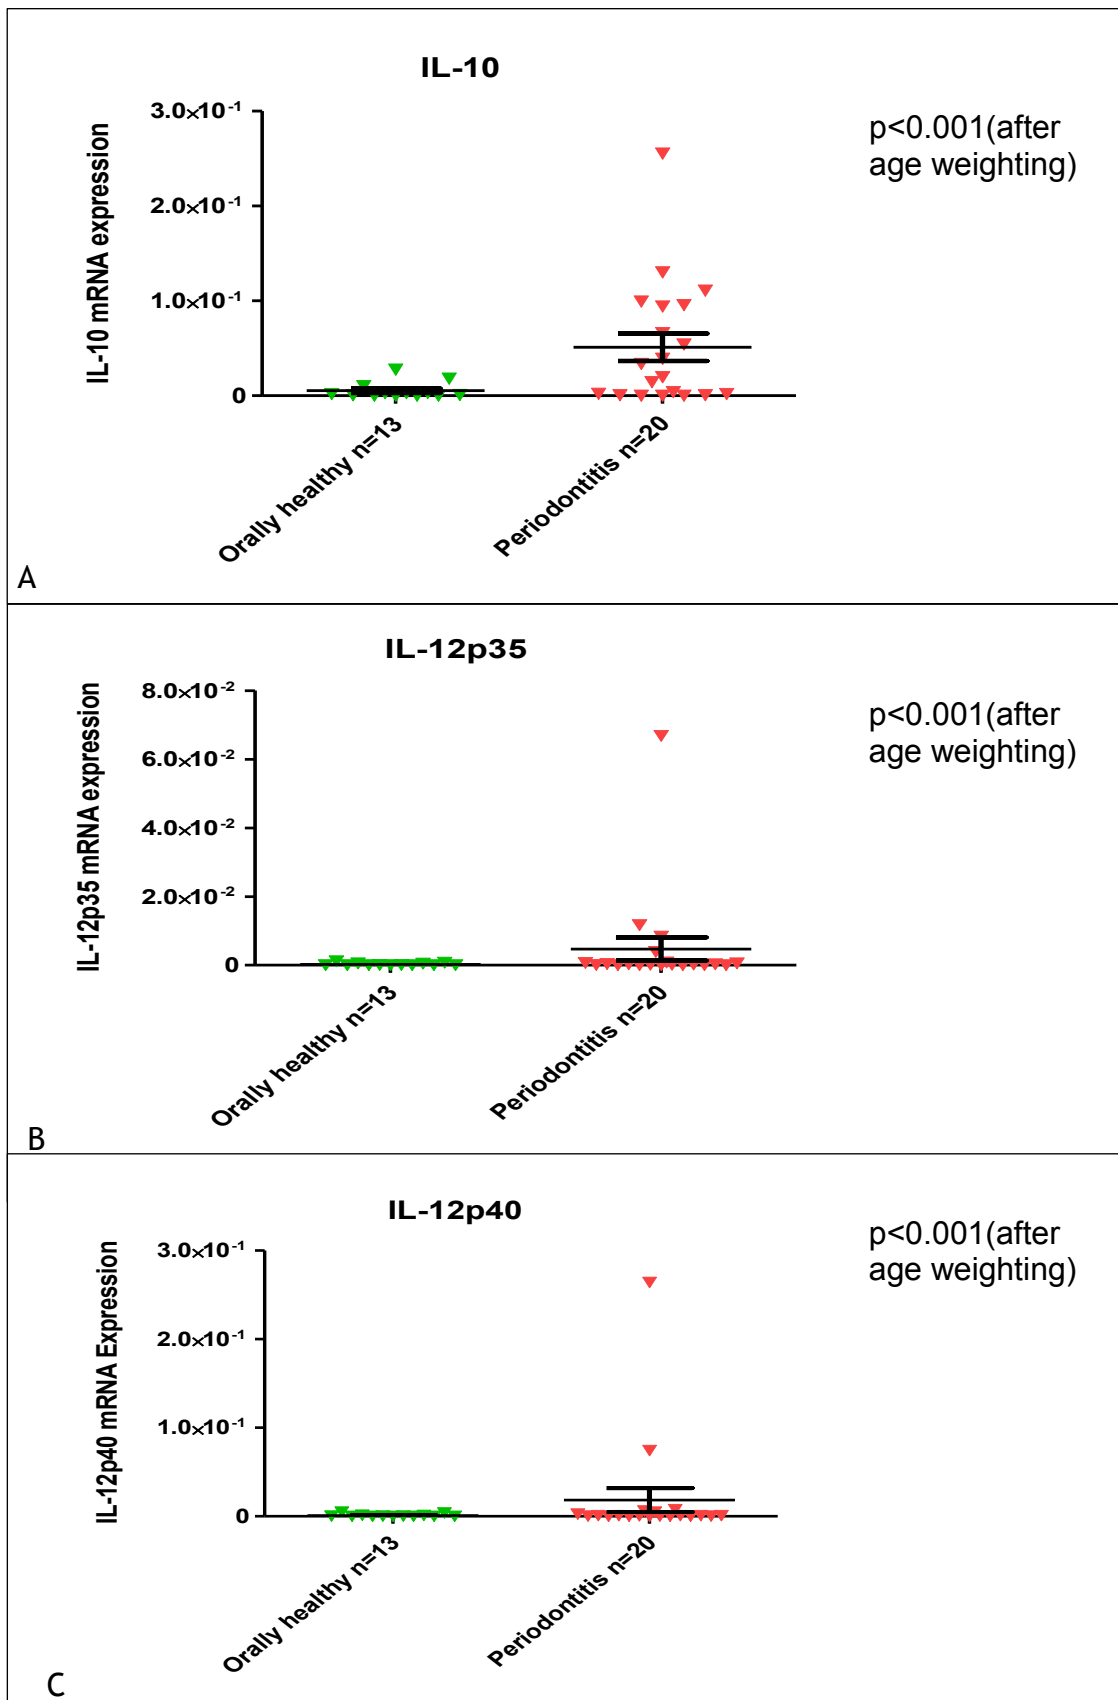 IL-10
3.0×10⁻¹
2.0×10⁻¹
1.0×10⁻¹
0
IL-10 mRNA expression
p<0.001(after
age weighting)
Orally healthy n=13
Periodontitis n=20
A
IL-12p35
8.0×10⁻²
6.0×10⁻²
4.0×10⁻²
2.0×10⁻²
0
IL-12p35 mRNA expression
p<0.001(after
age weighting)
Orally healthy n=13
Periodontitis n=20
B
IL-12p40
3.0×10⁻¹
2.0×10⁻¹
1.0×10⁻¹
0
IL-12p40 mRNA Expression
p<0.001(after
age weighting)
Orally healthy n=13
Periodontitis n=20
C